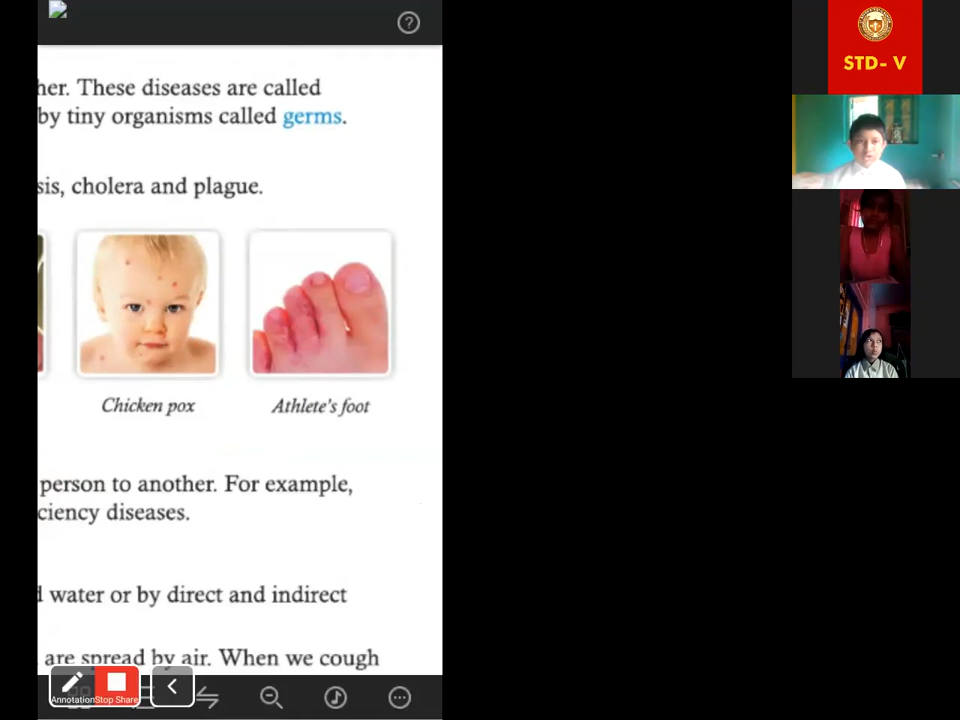 STD- V
her. These diseases are called
by tiny organisms called germs.
sis, cholera and plague.
Chicken pox
Athlete's foot
person to another. For example,
ciency diseases.
d water or by direct and indirect
are spread by air. When we cough
Annotation Stop Share